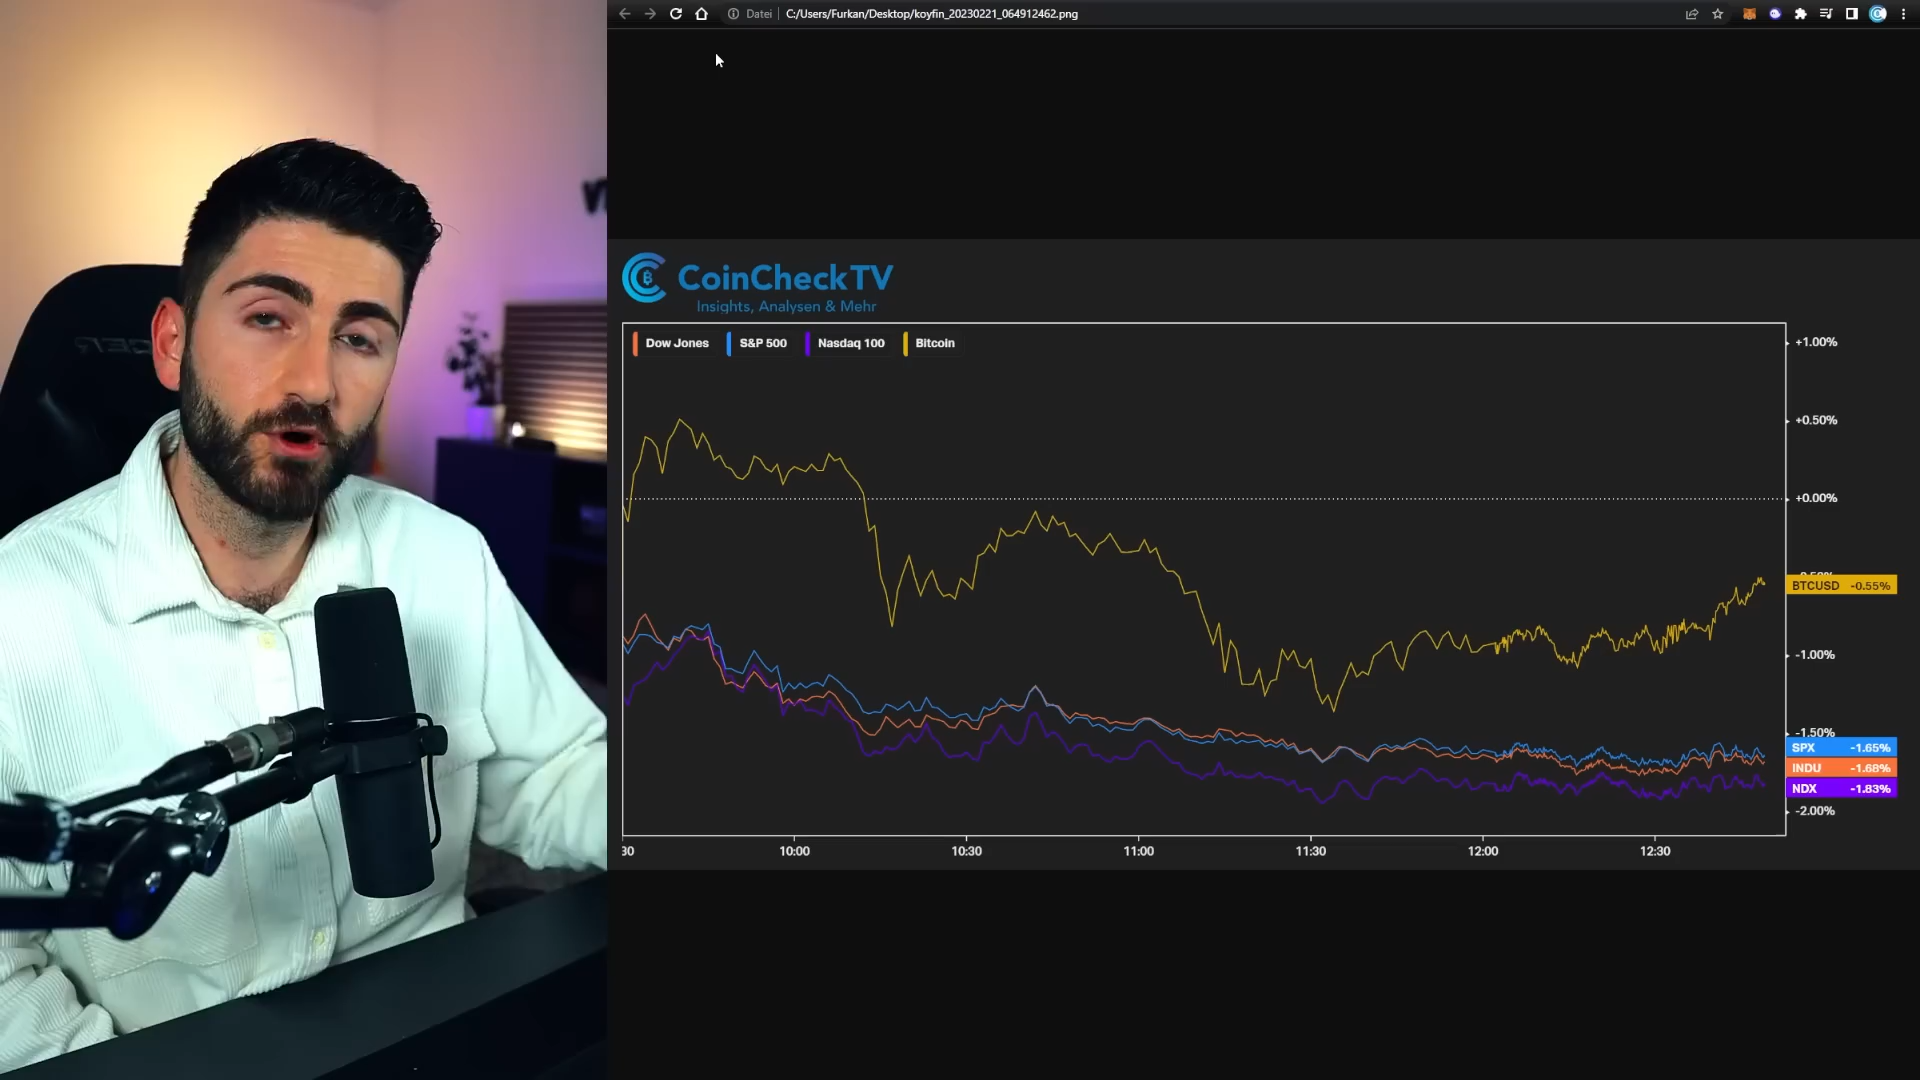 Datei
C:/Users/Furkan/Desktop/koyfin_20230221_064912462.png
CoinCheckTV
Insights, Analysen & Mehr
Dow Jones
S&P 500
Nasdaq 100
Bitcoin
+1.00%
+0.50%
+0.00%
BTCUSD -0.55%
-1.00%
-1.50%
SPX -1.65%
INDU -1.68%
NDX -1.83%
-2.00%
30
10:00
10:30
11:00
11:30
12:00
12:30